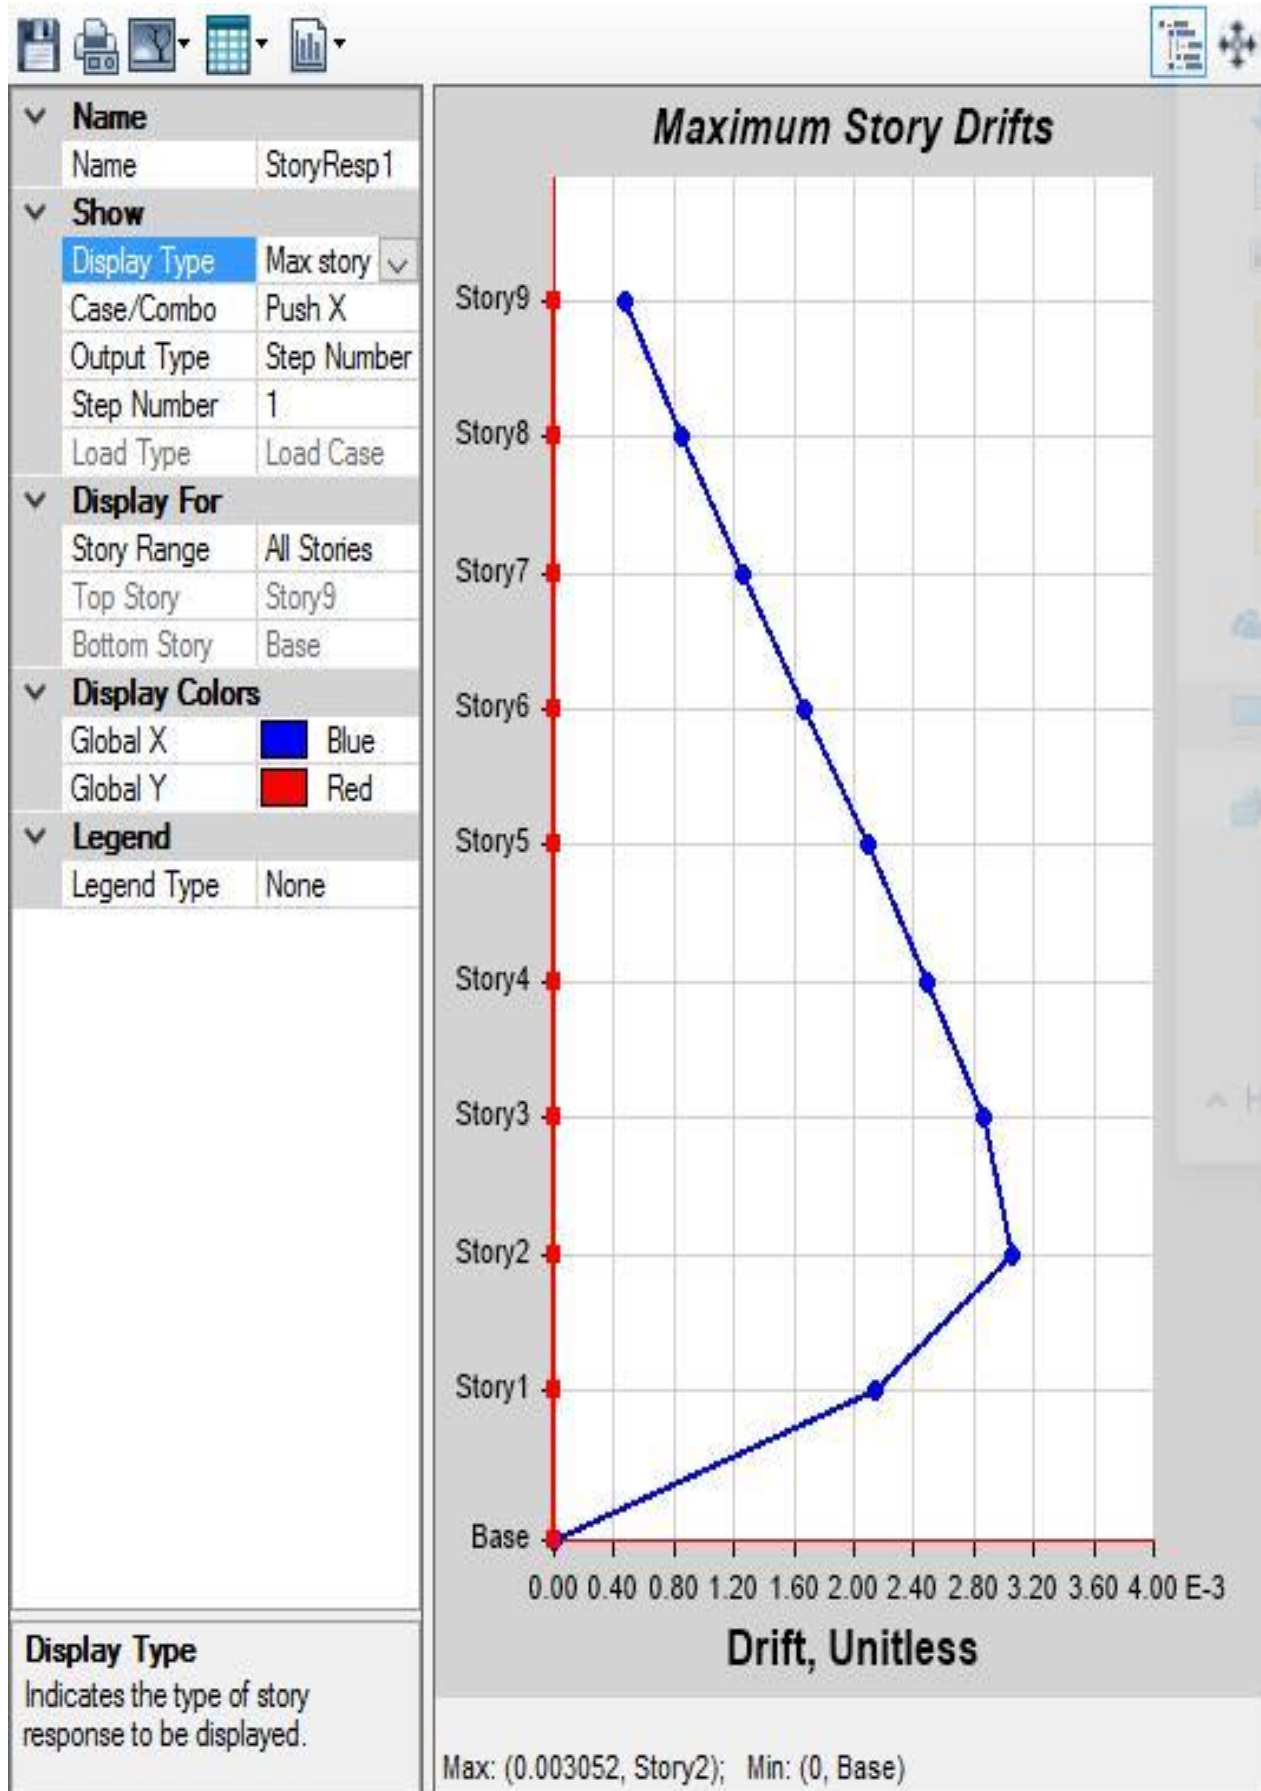 Name
Name StoryResp1
Show
Display Type Max story
Case/Combo Push X
Output Type Step Number
Step Number 1
Load Type Load Case
Display For
Story Range All Stories
Top Story Story9
Bottom Story Base
Display Colors
Global X Blue
Global Y Red
Legend
Legend Type None
Display Type
Indicates the type of story
response to be displayed.
Maximum Story Drifts
Story9
Story8
Story7
Story6
Story5
Story4
Story3
Story2
Story1
Base
0.00 0.40 0.80 1.20 1.60 2.00 2.40 2.80 3.20 3.60 4.00 E-3
Drift, Unitless
Max: (0.003052, Story2); Min: (0, Base)